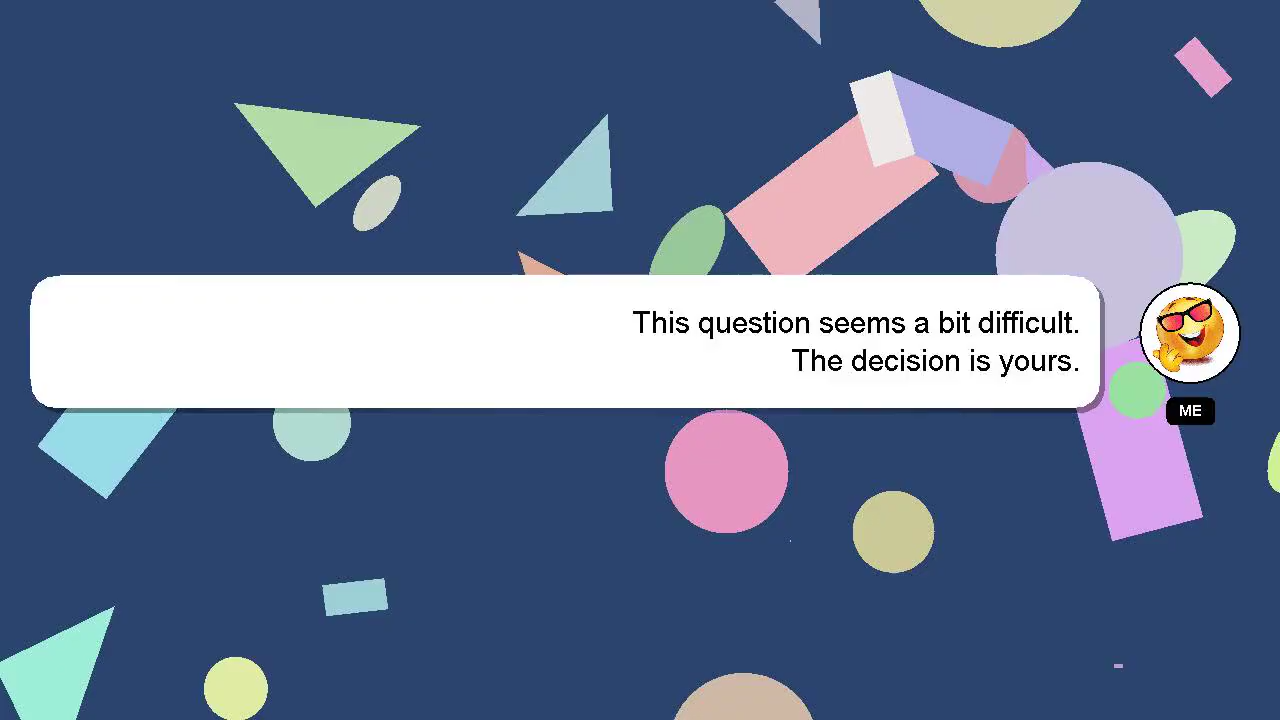 This question seems a bit difficult.
The decision is yours.
ME